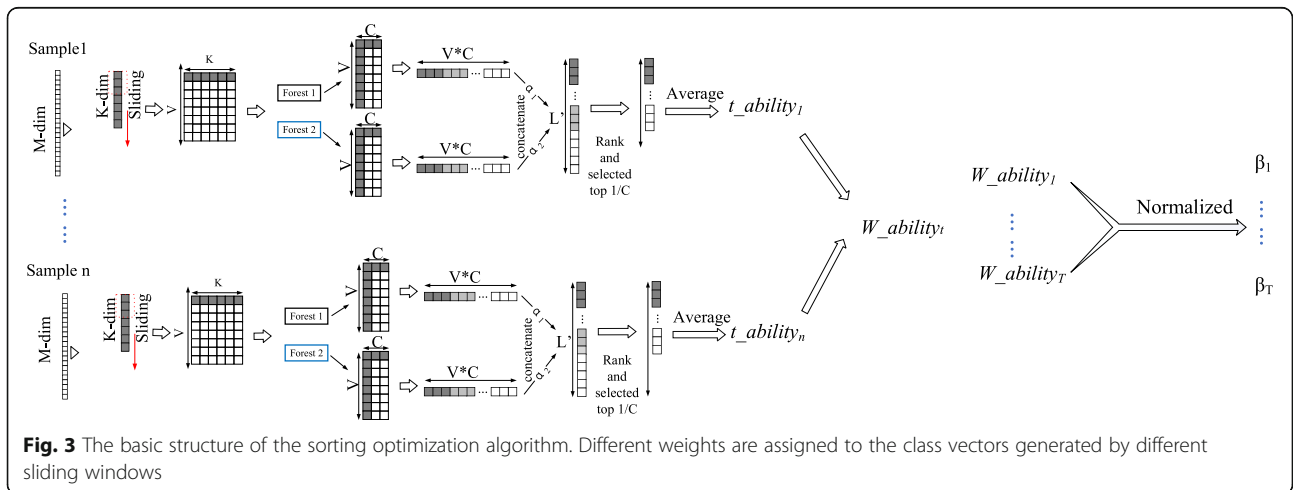 Sample1
M-dim
K-dim
Sliding
K
V
Forest 1
Forest 2
C
V
C
V
V*C
...
V*C
...
α1
concatenate
α2
L'
...
Rank
and
selected
top 1/C
...
Average
t_ability1
Sample n
M-dim
K-dim
Sliding
K
V
Forest 1
Forest 2
C
V
C
V
V*C
...
V*C
...
α1
concatenate
α2
L'
...
Rank
and
selected
top 1/C
...
Average
t_abilityn
W_abilityt
W_ability1
W_abilityT
Normalized
β1
βT
Fig. 3 The basic structure of the sorting optimization algorithm. Different weights are assigned to the class vectors generated by different
sliding windows